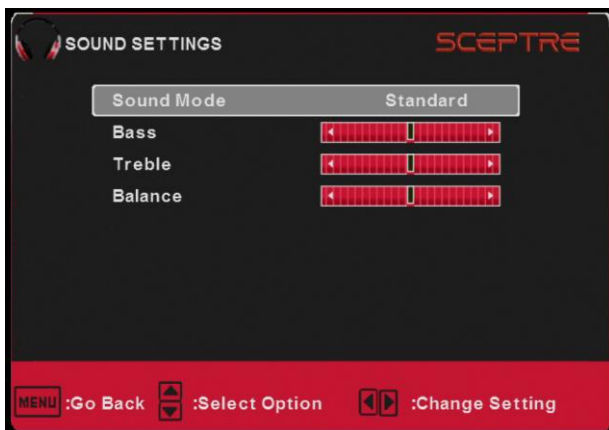 SOUND SETTINGS
SCEPTRE
Sound Mode Standard
Bass
Treble
Balance
MENU :Go Back :Select Option :Change Setting